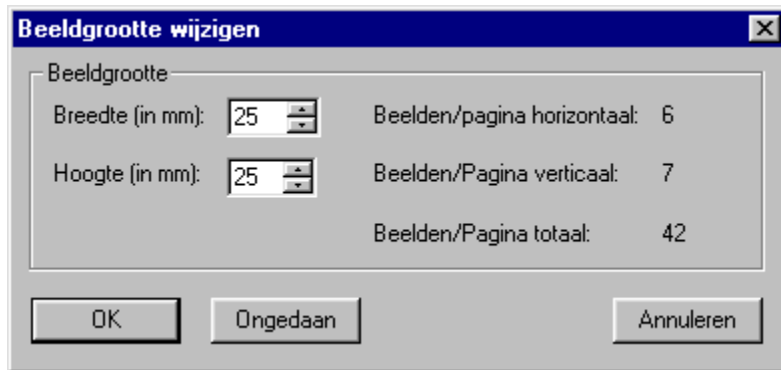 Beeldgrootte wijzigen
Beeldgrootte
Breedte (in mm): 25 Beelden/pagina horizontaal: 6
Hoogte (in mm): 25 Beelden/Pagina verticaal: 7
Beelden/Pagina totaal: 42
OK Ongedaan Annuleren